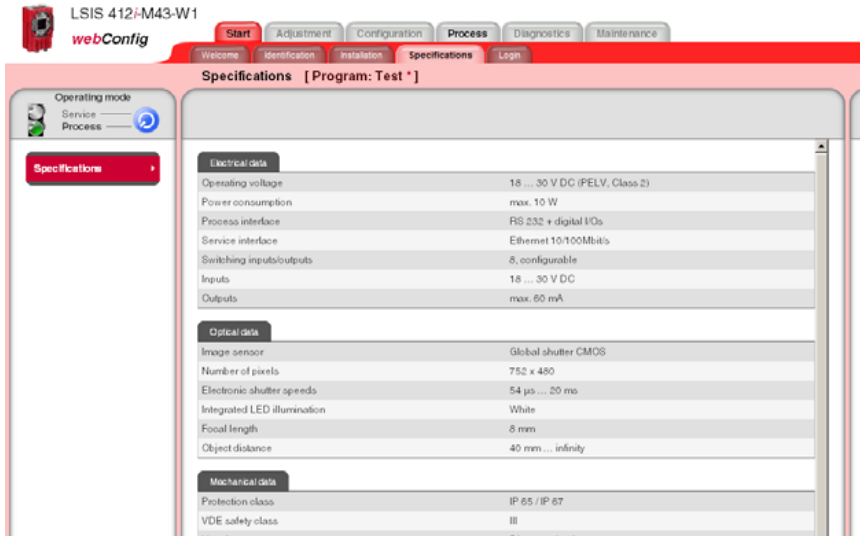 LSIS 412i-M43-W1
webConfig
Start Adjustment Configuration Process Diagnostics Maintenance
Welcome Identification Installation Specifications Login
Specifications [ Program: Test * ]
Operating mode
Service
Process
Specifications
Electrical data
Operating voltage 18 ... 30 V DC (PELV, Class 2)
Power consumption max. 10 W
Process interface RS 232 + digital I/Os
Service interface Ethernet 10/100Mbit/s
Switching inputs/outputs 8, configurable
Inputs 18 ... 30 V DC
Outputs max. 60 mA
Optical data
Image sensor Global shutter CMOS
Number of pixels 752 x 480
Electronic shutter speeds 54 µs ... 20 ms
Integrated LED illumination White
Focal length 8 mm
Object distance 40 mm ... infinity
Mechanical data
Protection class IP 65 / IP 67
VDE safety class III